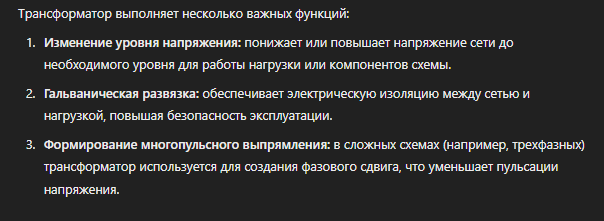 Трансформатор выполняет несколько важных функций:
1. Изменение уровня напряжения: понижает или повышает напряжение сети до
необходимого уровня для работы нагрузки или компонентов схемы.
2. Гальваническая развязка: обеспечивает электрическую изоляцию между сетью и
нагрузкой, повышая безопасность эксплуатации.
3. Формирование многопульсного выпрямления: в сложных схемах (например, трехфазных)
трансформатор используется для создания фазового сдвига, что уменьшает пульсации
напряжения.